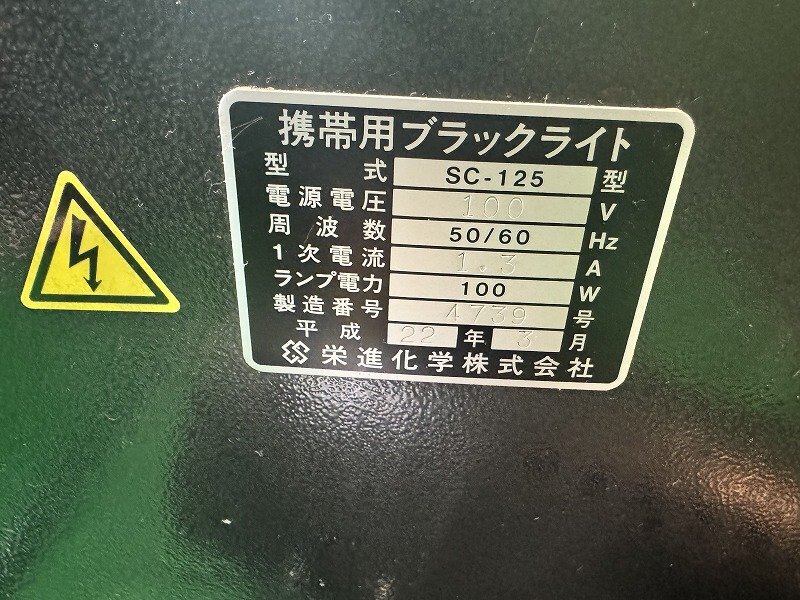 携帯用ブラックライト
型式 SC-125 型
電源電圧 100 V
周波数 50/60 Hz
1次電流 1.3 A
ランプ電力 100 W
製造番号 4739 号
平成 22 年 3 月
栄進化学株式会社